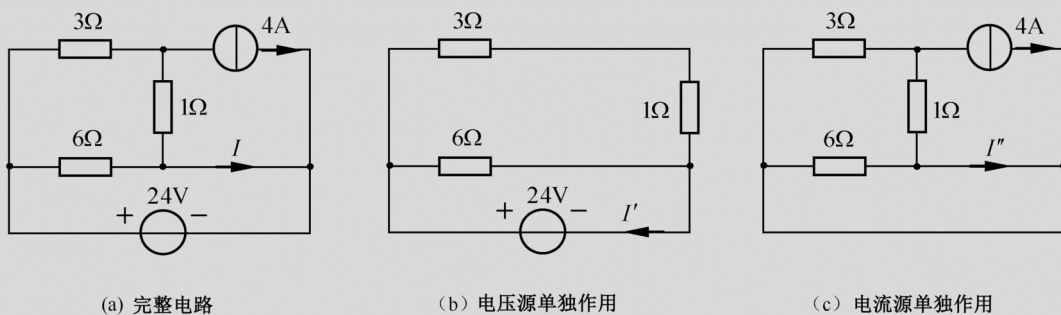 3Ω 4A
1Ω
6Ω I
24V
+ −
(a) 完整电路
3Ω
1Ω
6Ω
24V
+ − I′
（b）电压源单独作用
3Ω 4A
1Ω
6Ω I″
（c）电流源单独作用